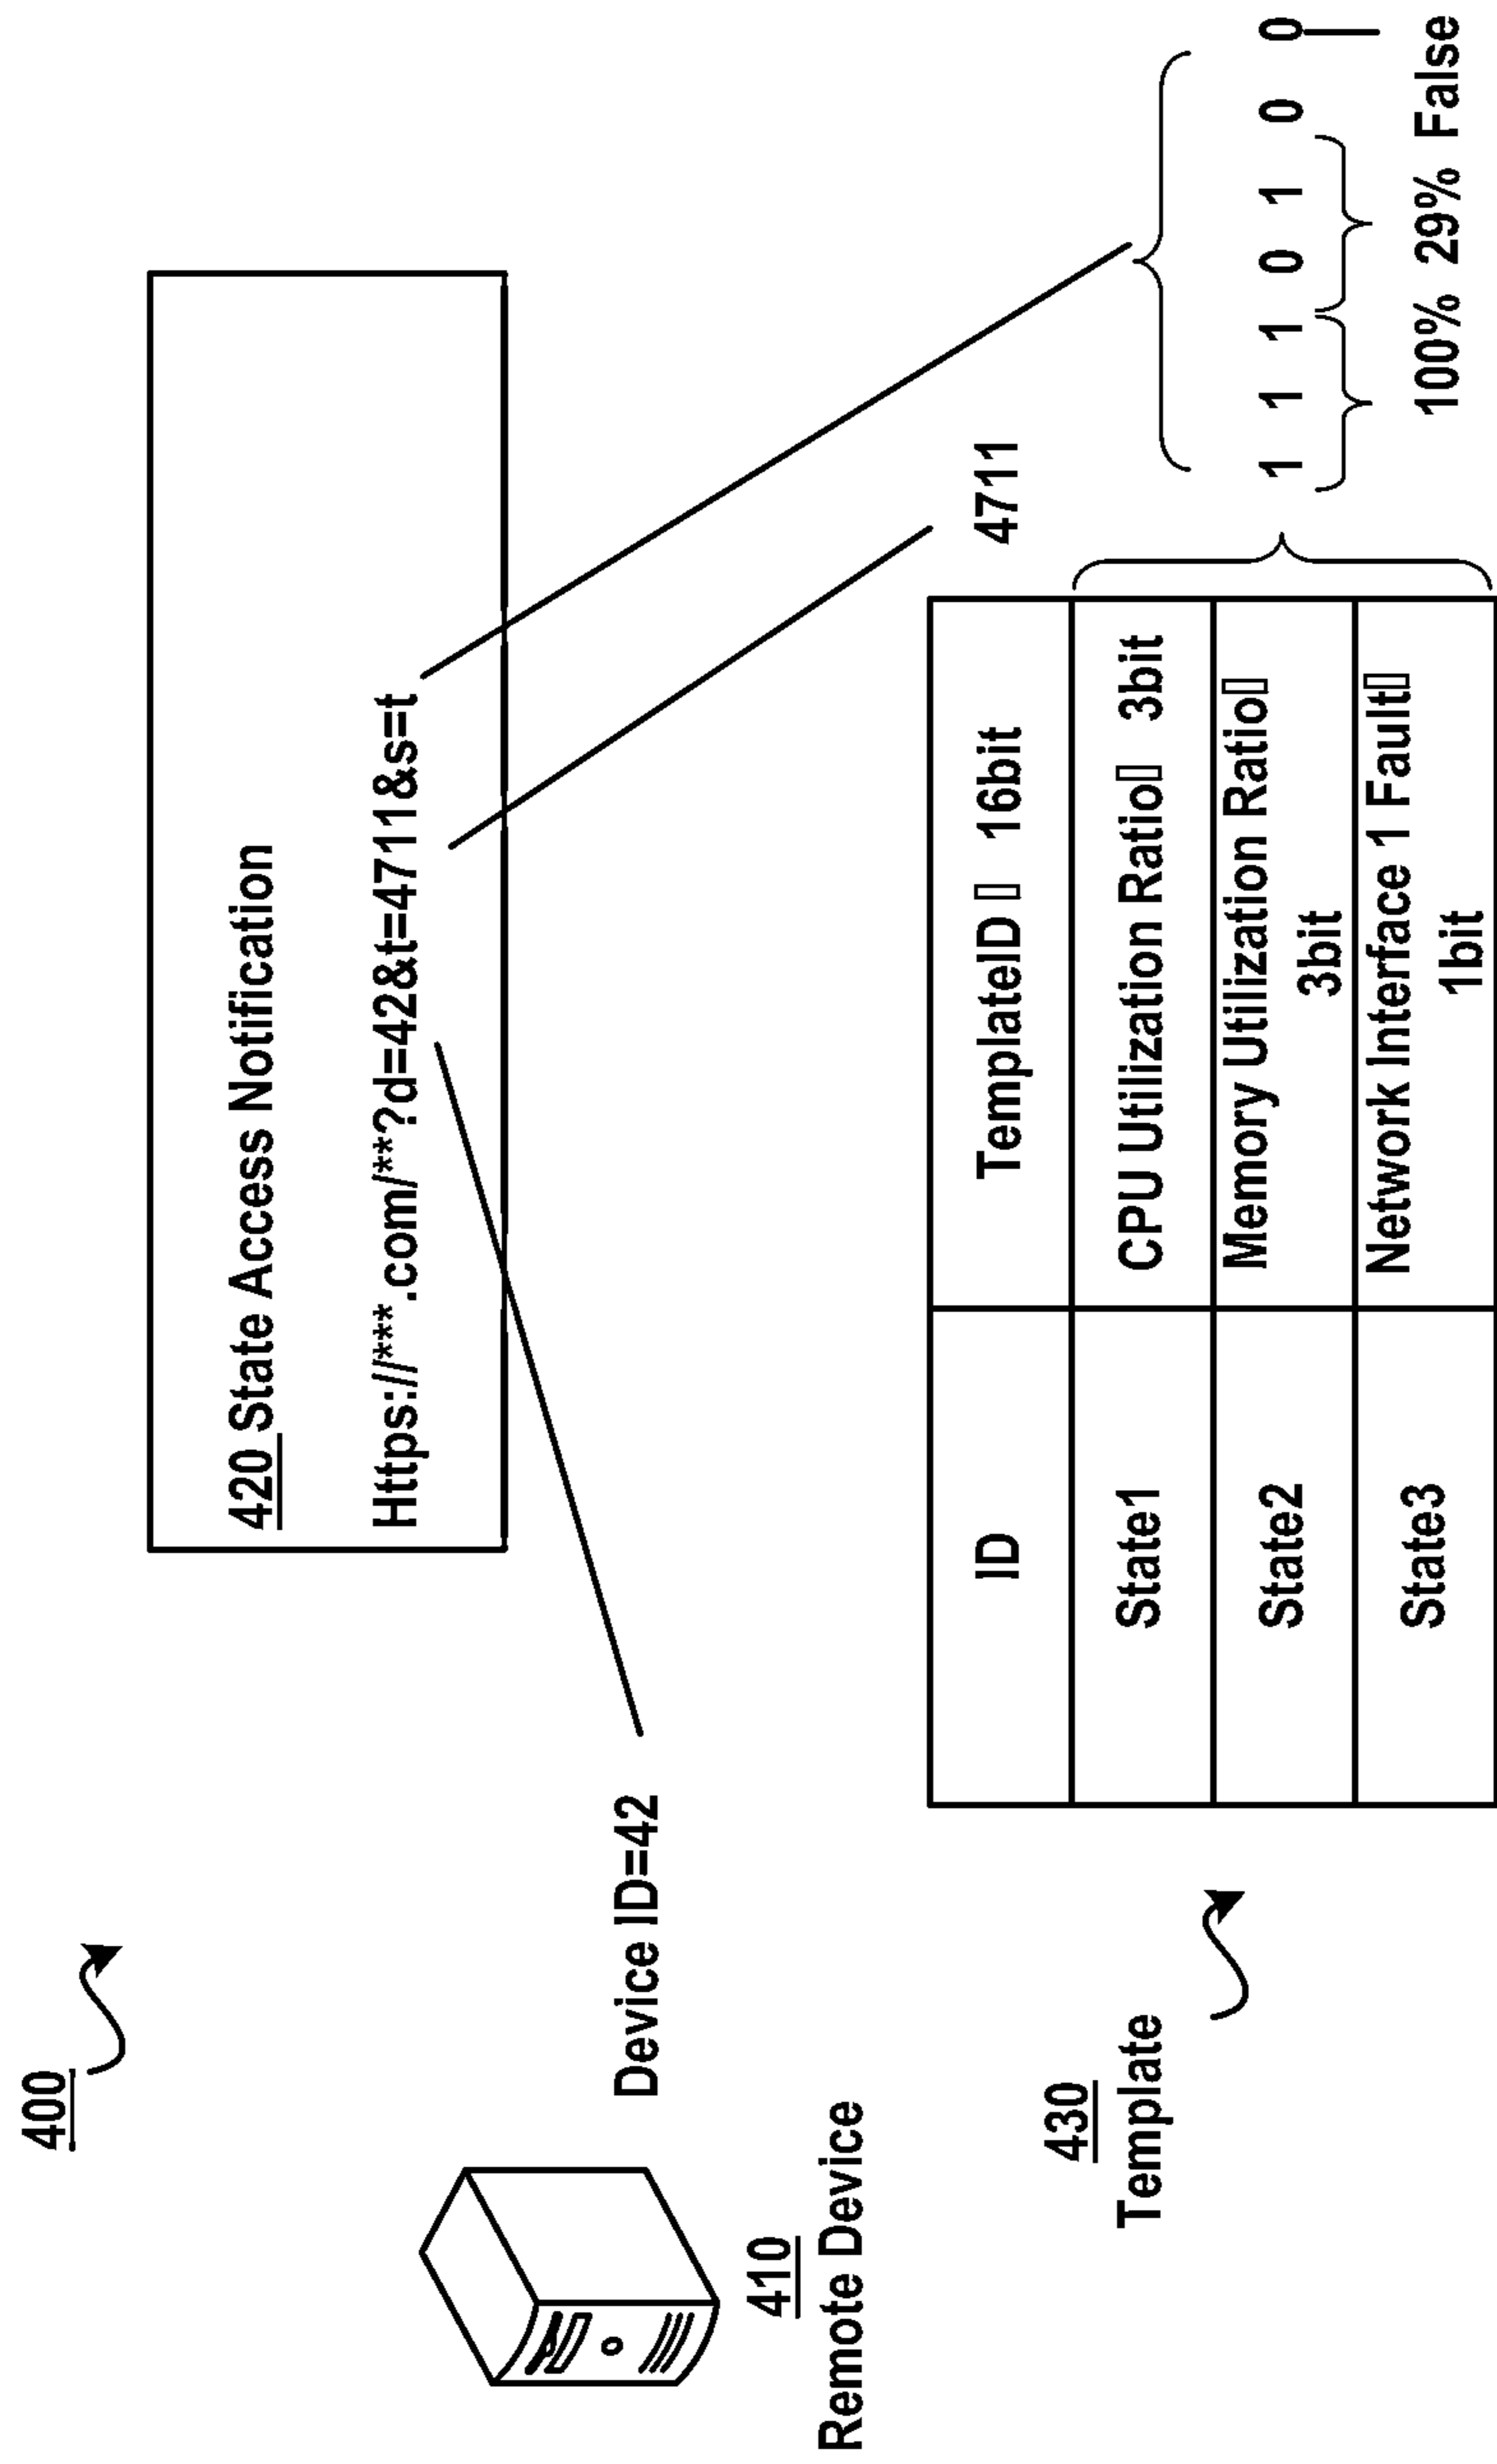 400
420 State Access Notification
Https://***.com/**?d=42&t=4711&s=t
Device ID=42
410
Remote Device
430
Template
ID
TemplateID 16bit
4711
State1
CPU Utilization Ratio 3bit
State2
Memory Utilization Ratio
3bit
State3
Network Interface 1 Fault
1bit
1 1 1 0 1 0 0
100% 29% False